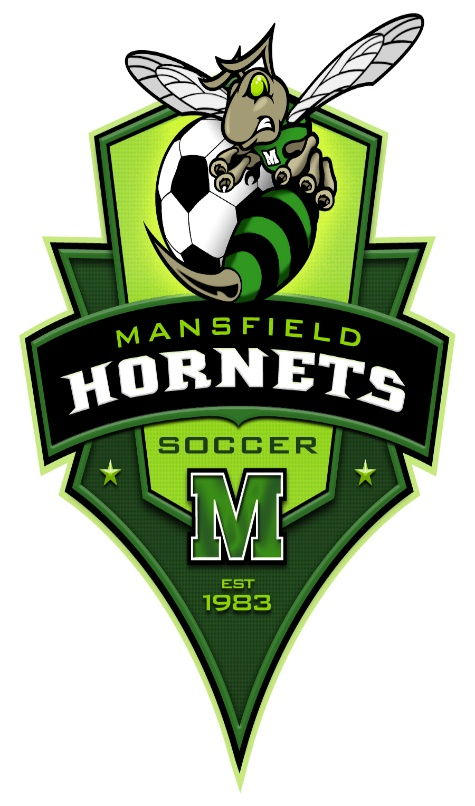 M
MANSFIELD
HORNETS
SOCCER
M
EST
1983